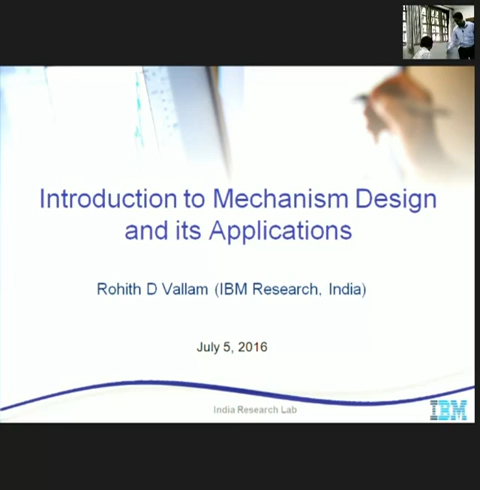 Introduction to Mechanism Design
and its Applications
Rohith D Vallam (IBM Research, India)
July 5, 2016
India Research Lab
IBM